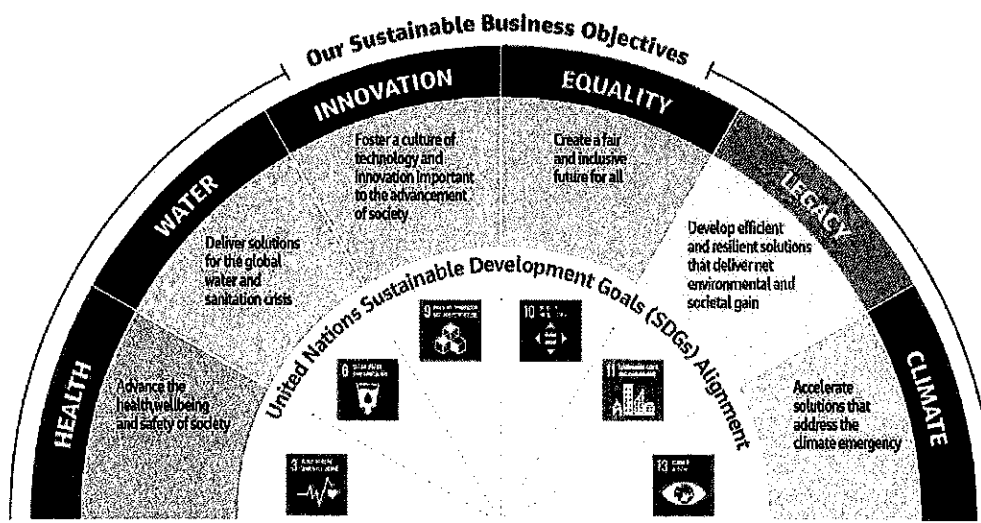 Our Sustainable Business Objectives
HEALTH
Advance the
health,wellbeing
and safety of society
WATER
Deliver solutions
for the global
water and
sanitation crisis
INNOVATION
Foster a culture of
technology and
innovation important
to the advancement
of society
EQUALITY
Create a fair
and inclusive
future for all
LEGACY
Develop efficient
and resilient solutions
that deliver net
environmental and
societal gain
CLIMATE
Accelerate
solutions that
address the
climate emergency
United Nations Sustainable Development Goals (SDGs) Alignment
3
6
9
10
11
13